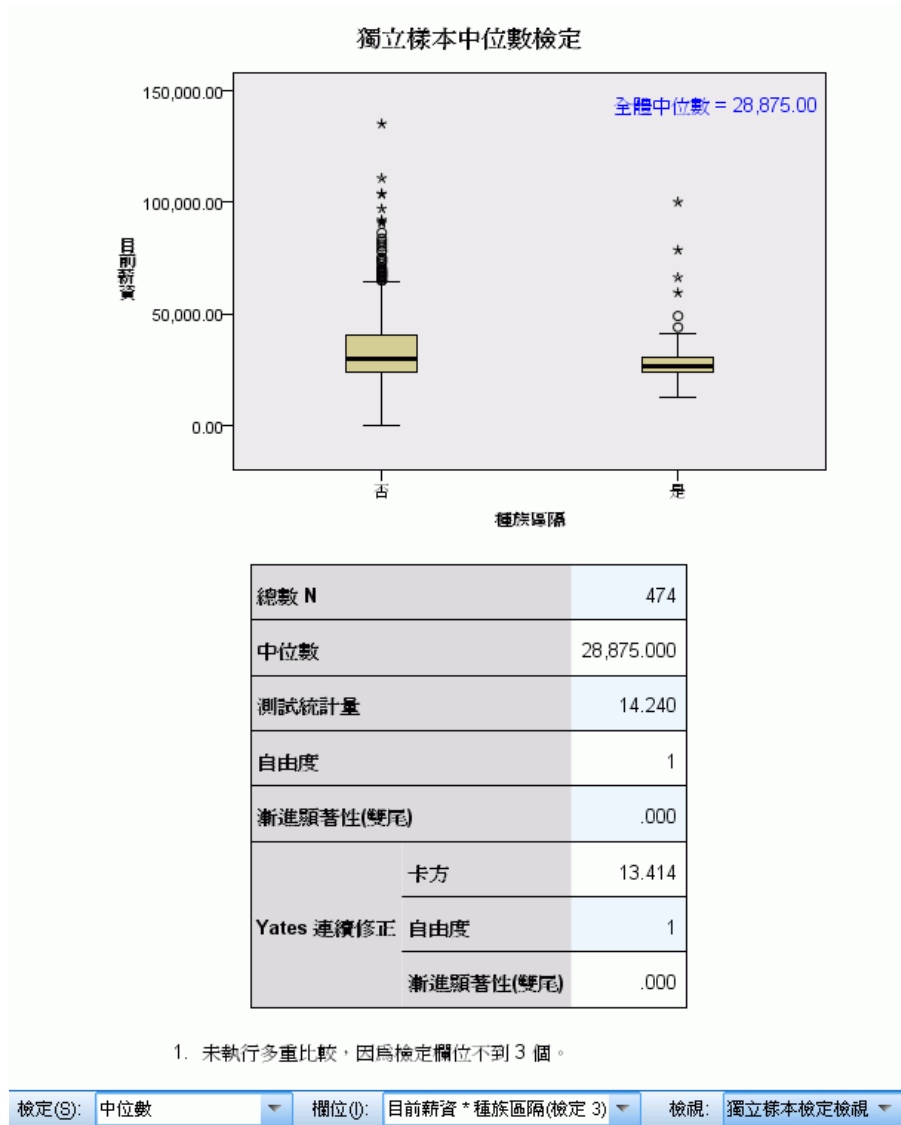 獨立樣本中位數檢定
全體中位數 = 28,875.00
150,000.00
100,000.00
50,000.00
0.00
目前薪資
否
是
種族區隔
總數 N 474
中位數 28,875.000
測試統計量 14.240
自由度 1
漸進顯著性(雙尾) .000
Yates 連續修正
卡方 13.414
自由度 1
漸進顯著性(雙尾) .000
1. 未執行多重比較，因為檢定欄位不到 3 個。
檢定(S): 中位數 欄位(I): 目前薪資 * 種族區隔(檢定 3) 檢視: 獨立樣本檢定檢視